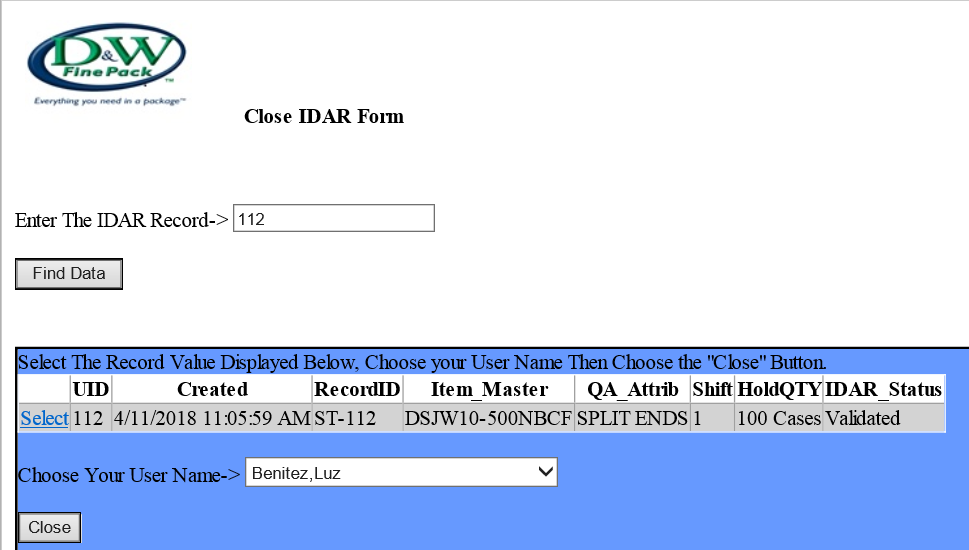 D&W
Fine Pack™
Everything you need in a package™
Close IDAR Form
Enter The IDAR Record-> 112
Find Data
Select The Record Value Displayed Below, Choose your User Name Then Choose the "Close" Button.
UID Created RecordID Item_Master QA_Attrib Shift HoldQTY IDAR_Status
Select 112 4/11/2018 11:05:59 AM ST-112 DSJW10-500NBCF SPLIT ENDS 1 100 Cases Validated
Choose Your User Name-> Benitez,Luz
Close